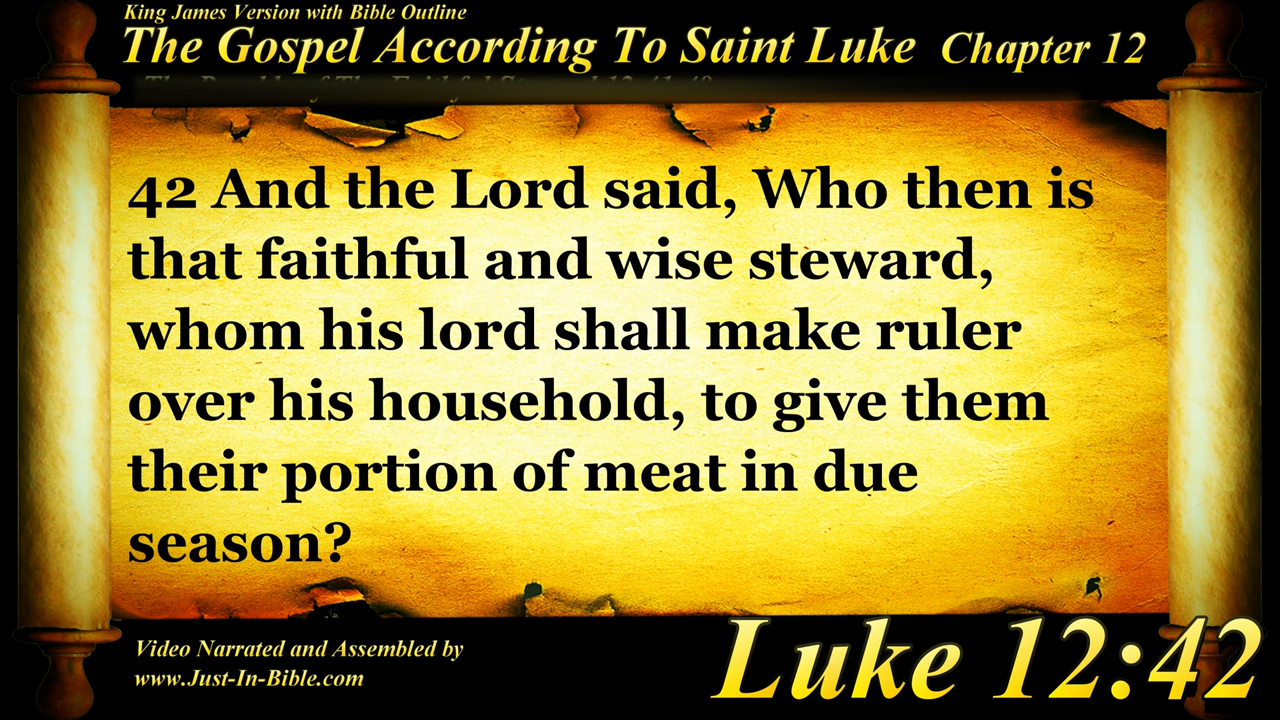 King James Version with Bible Outline
The Gospel According To Saint Luke Chapter 12
42 And the Lord said, Who then is
that faithful and wise steward,
whom his lord shall make ruler
over his household, to give them
their portion of meat in due
season?
Video Narrated and Assembled by
www.Just-In-Bible.com
Luke 12:42